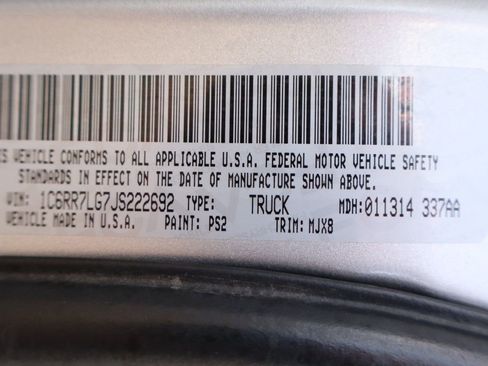 IS VEHICLE CONFORMS TO ALL APPLICABLE U.S.A. FEDERAL MOTOR VEHICLE SAFETY
STANDARDS IN EFFECT ON THE DATE OF MANUFACTURE SHOWN ABOVE.
VIN: 1C6RR7LG7JS222692 TYPE: TRUCK MDH:011314 337AA
VEHICLE MADE IN U.S.A. PAINT: PS2 TRIM: MJX8